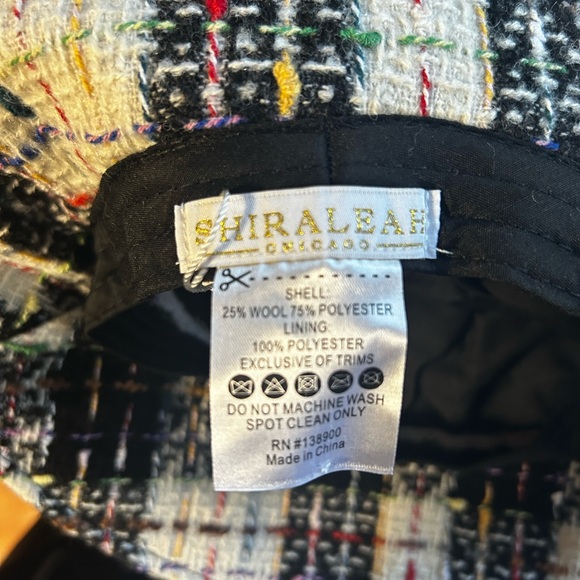 SHIRALEAH
CHICAGO
SHELL:
25% WOOL 75% POLYESTER
LINING:
100% POLYESTER
EXCLUSIVE OF TRIMS
DO NOT MACHINE WASH
SPOT CLEAN ONLY
RN #138900
Made in China